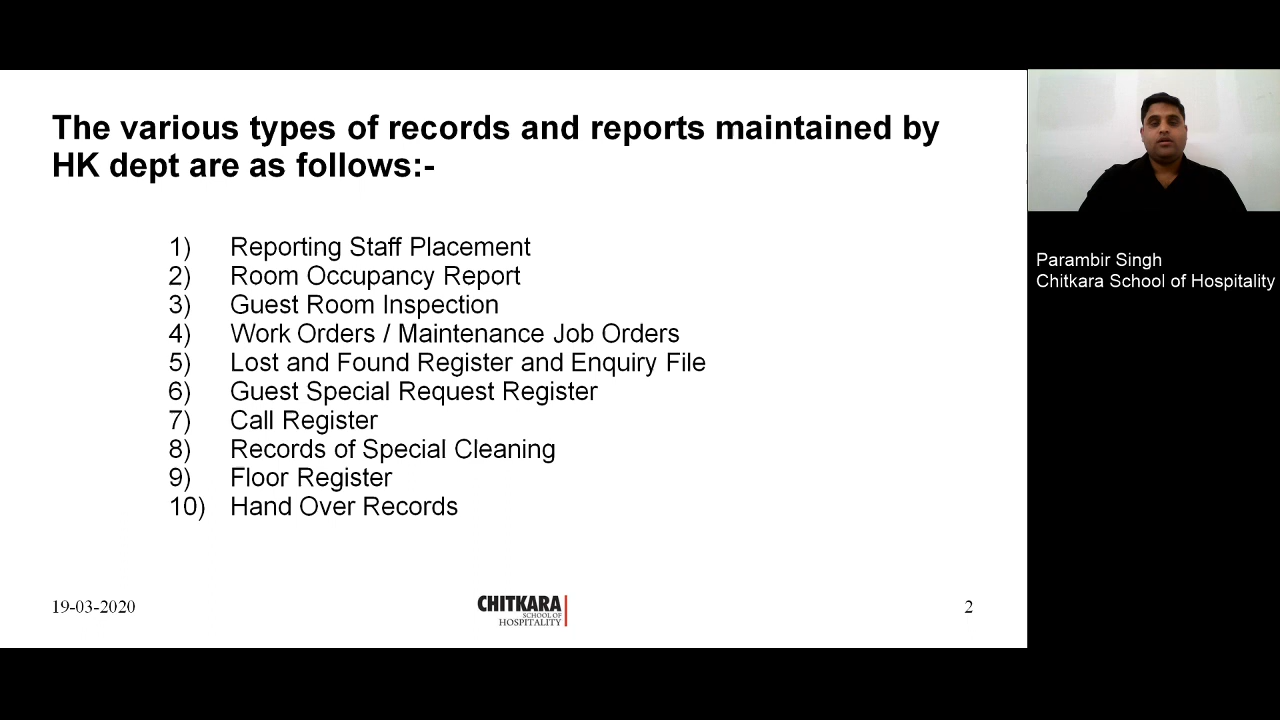 The various types of records and reports maintained by
HK dept are as follows:-
1) Reporting Staff Placement
2) Room Occupancy Report
3) Guest Room Inspection
4) Work Orders / Maintenance Job Orders
5) Lost and Found Register and Enquiry File
6) Guest Special Request Register
7) Call Register
8) Records of Special Cleaning
9) Floor Register
10) Hand Over Records
19-03-2020
CHITKARA
SCHOOL OF
HOSPITALITY
2
Parambir Singh
Chitkara School of Hospitality